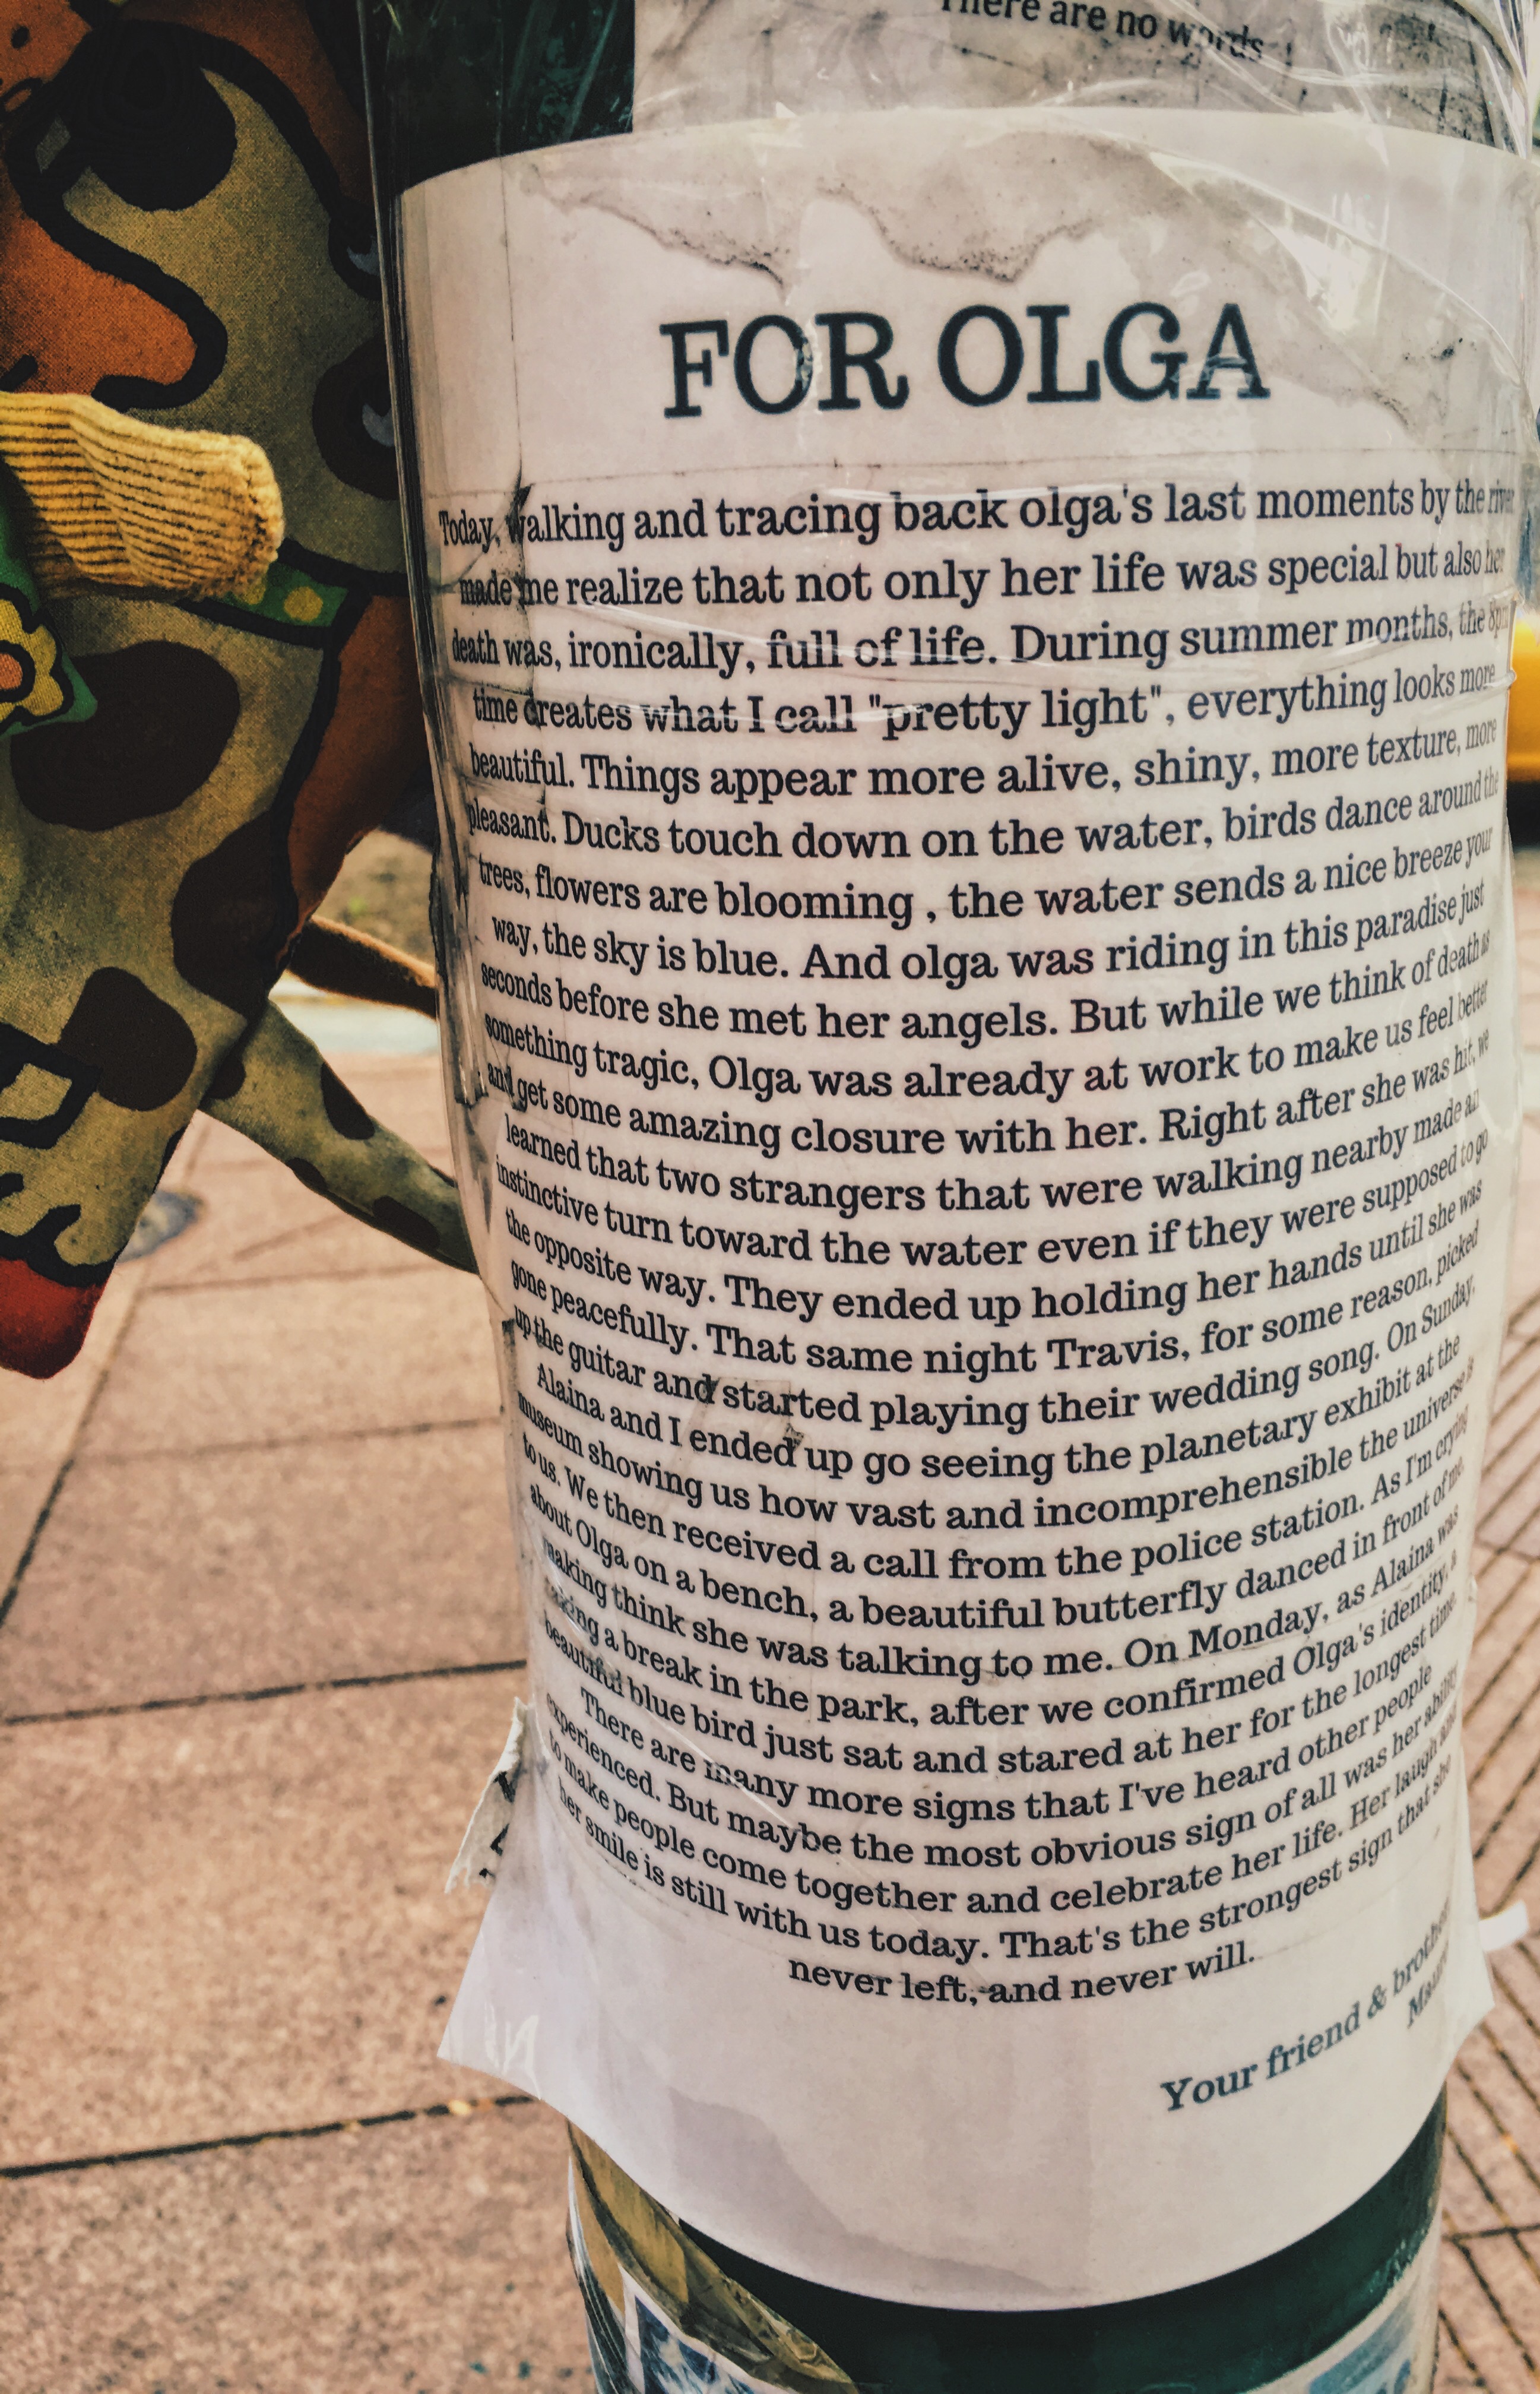 There are no words
FOR OLGA
Today, walking and tracing back olga's last moments by the river
made me realize that not only her life was special but also her
death was, ironically, full of life. During summer months, the 8pm
time creates what I call "pretty light", everything looks more
beautiful. Things appear more alive, shiny, more texture, more
pleasant. Ducks touch down on the water, birds dance around the
trees, flowers are blooming , the water sends a nice breeze your
way, the sky is blue. And olga was riding in this paradise just
seconds before she met her angels. But while we think of death as
something tragic, Olga was already at work to make us feel better
and get some amazing closure with her. Right after she was hit, we
learned that two strangers that were walking nearby made an
instinctive turn toward the water even if they were supposed to go
the opposite way. They ended up holding her hands until she was
gone peacefully. That same night Travis, for some reason, picked
up the guitar and started playing their wedding song. On Sunday,
Alaina and I ended up go seeing the planetary exhibit at the
museum showing us how vast and incomprehensible the universe is
to us. We then received a call from the police station. As I'm crying
about Olga on a bench, a beautiful butterfly danced in front of me
making think she was talking to me. On Monday, as Alaina was
taking a break in the park, after we confirmed Olga's identity, a
beautiful blue bird just sat and stared at her for the longest time
There are many more signs that I've heard other people
experienced. But maybe the most obvious sign of all was her ability
to make people come together and celebrate her life. Her laugh and
her smile is still with us today. That's the strongest sign that she
never left, and never will.
Your friend & brother